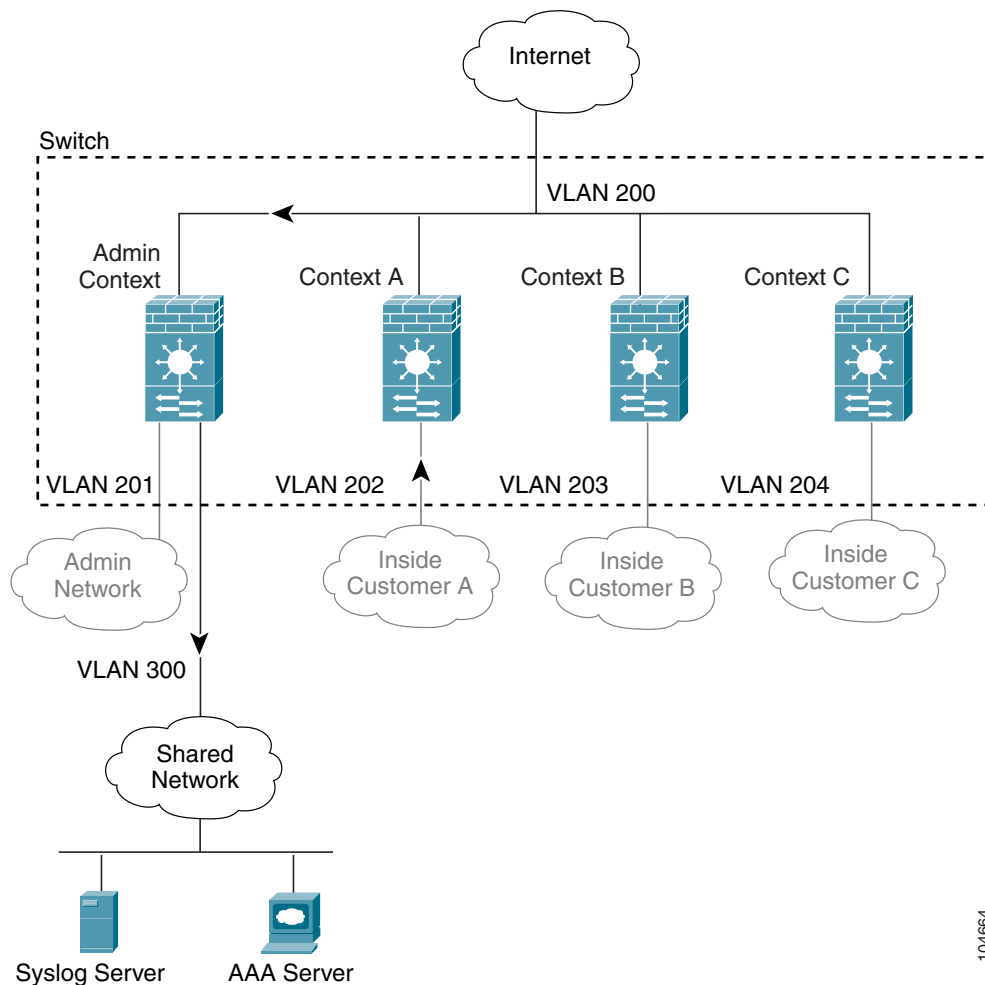 Internet
Switch
VLAN 200
Admin
Context
Context A
Context B
Context C
VLAN 201
VLAN 202
VLAN 203
VLAN 204
Admin
Network
Inside
Customer A
Inside
Customer B
Inside
Customer C
VLAN 300
Shared
Network
Syslog Server
AAA Server
104664